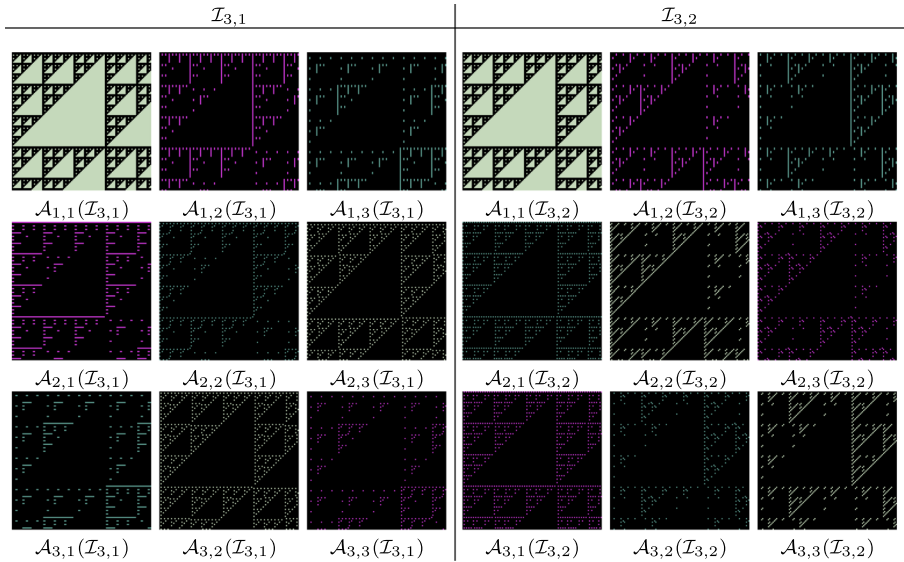 𝓘₃,₁ 𝓘₃,₂
𝓐₁,₁(𝓘₃,₁) 𝓐₁,₂(𝓘₃,₁) 𝓐₁,₃(𝓘₃,₁) 𝓐₁,₁(𝓘₃,₂) 𝓐₁,₂(𝓘₃,₂) 𝓐₁,₃(𝓘₃,₂)
𝓐₂,₁(𝓘₃,₁) 𝓐₂,₂(𝓘₃,₁) 𝓐₂,₃(𝓘₃,₁) 𝓐₂,₁(𝓘₃,₂) 𝓐₂,₂(𝓘₃,₂) 𝓐₂,₃(𝓘₃,₂)
𝓐₃,₁(𝓘₃,₁) 𝓐₃,₂(𝓘₃,₁) 𝓐₃,₃(𝓘₃,₁) 𝓐₃,₁(𝓘₃,₂) 𝓐₃,₂(𝓘₃,₂) 𝓐₃,₃(𝓘₃,₂)